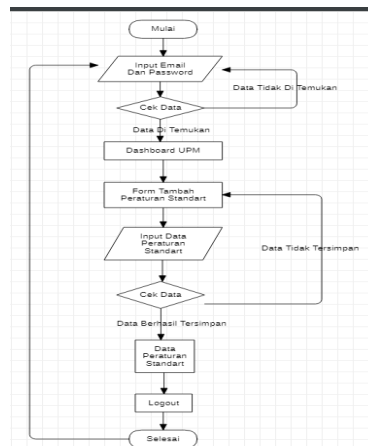 Mulai
Input Email
Dan Password
Data Tidak Di Temukan
Cek Data
Data Di Temukan
Dashboard UPM
Form Tambah
Peraturan Standart
Input Data
Peraturan
Standart
Data Tidak Tersimpan
Cek Data
Data Berhasil Tersimpan
Data
Peraturan
Standart
Logout
Selesai